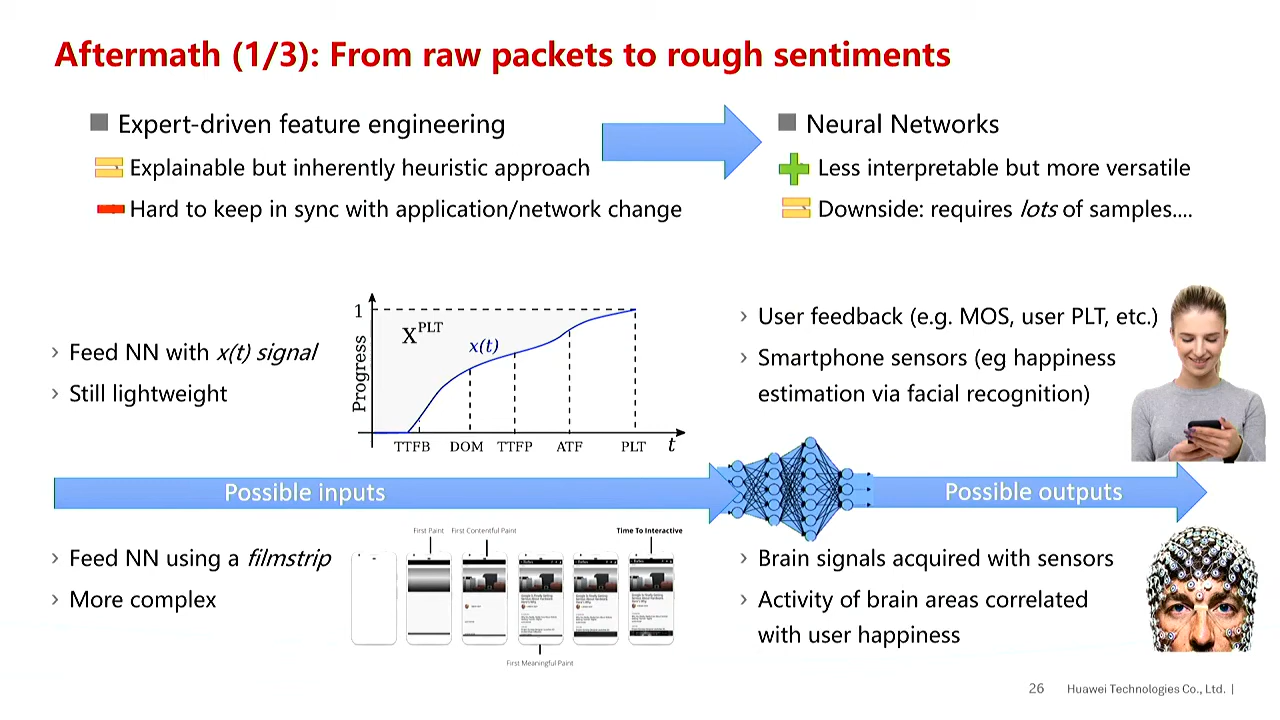 Aftermath (1/3): From raw packets to rough sentiments
Expert-driven feature engineering
Explainable but inherently heuristic approach
Hard to keep in sync with application/network change
Neural Networks
Less interpretable but more versatile
Downside: requires lots of samples....
› Feed NN with x(t) signal
› Still lightweight
1
X^PLT
x(t)
Progress
TTFB DOM TTFP ATF PLT t
› User feedback (e.g. MOS, user PLT, etc.)
› Smartphone sensors (eg happiness
estimation via facial recognition)
Possible inputs
Possible outputs
› Feed NN using a filmstrip
› More complex
First Paint First Contentful Paint Time To Interactive
First Meaningful Paint
› Brain signals acquired with sensors
› Activity of brain areas correlated
with user happiness
26 Huawei Technologies Co., Ltd. |